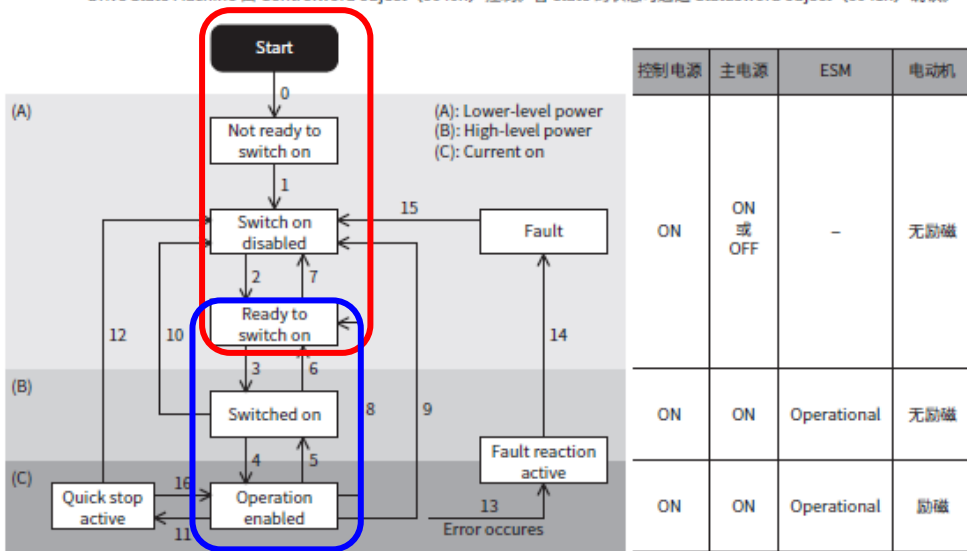 Start
0
(A)
(A): Lower-level power
(B): High-level power
(C): Current on
Not ready to
switch on
1
Switch on
disabled
15
Fault
2
7
Ready to
switch on
12
10
14
3
6
(B)
Switched on
8
9
4
5
Fault reaction
active
(C)
Quick stop
active
16
11
Operation
enabled
13
Error occures
控制电源 主电源 ESM 电动机
ON
ON
或
OFF
–
无励磁
ON ON Operational 无励磁
ON ON Operational 励磁